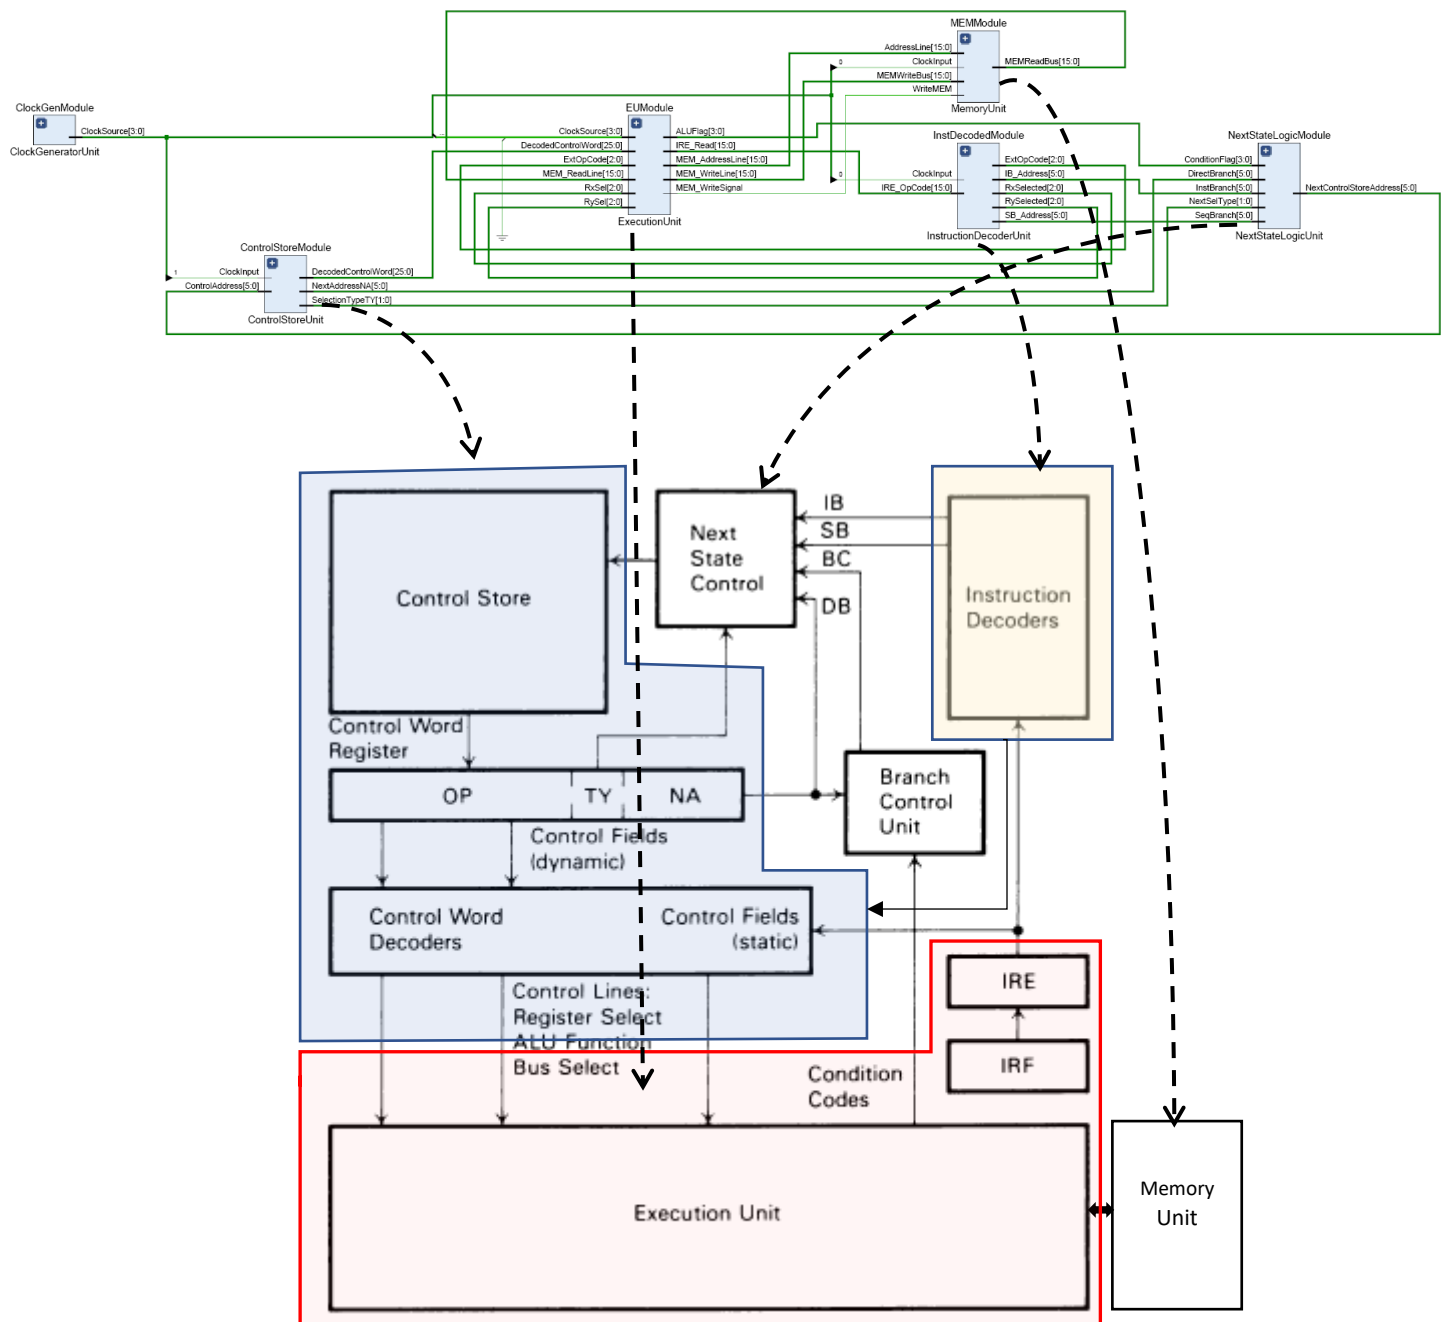 MEMModule
AddressLine[15:0]
ClockInput
0
MEMReadBus[15:0]
MEMWriteBus[15:0]
WriteMEM
MemoryUnit
ClockGenModule
ClockSource[3:0]
ClockGeneratorUnit
EUModule
ClockSource[3:0]
DecodedControlWord[25:0]
ExtOpCode[2:0]
MEM_ReadLine[15:0]
RxSel[2:0]
RySel[2:0]
ALUFlag[3:0]
IRE_Read[15:0]
MEM_AddressLine[15:0]
MEM_WriteLine[15:0]
MEM_WriteSignal
ExecutionUnit
InstDecodedModule
0
ClockInput
IRE_OpCode[15:0]
ExtOpCode[2:0]
IB_Address[5:0]
RxSelected[2:0]
RySelected[2:0]
SB_Address[5:0]
InstructionDecoderUnit
NextStateLogicModule
ConditionFlag[3:0]
DirectBranch[5:0]
InstBranch[5:0]
NextSelType[1:0]
SeqBranch[5:0]
NextControlStoreAddress[5:0]
NextStateLogicUnit
ControlStoreModule
1
ClockInput
ControlAddress[5:0]
DecodedControlWord[25:0]
NextAddressNA[5:0]
SelectionTypeTY[1:0]
ControlStoreUnit
Control Store
Next
State
Control
IB
SB
BC
DB
Instruction
Decoders
Control Word
Register
OP
TY
NA
Branch
Control
Unit
Control Fields
(dynamic)
Control Word
Decoders
Control Fields
(static)
IRE
IRF
Control Lines:
Register Select
ALU Function
Bus Select
Condition
Codes
Execution Unit
Memory
Unit